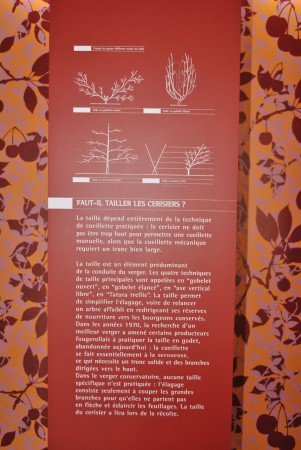 FAUT-IL TAILLER LES CERISIERS ?
La taille dépend entièrement de la technique
de cueillette pratiquée : le cerisier ne doit
pas être trop haut pour permettre une cueillette
manuelle, alors que la cueillette mécanique
requiert un tronc bien large.
La taille est un élément prédominant
de la conduite du verger. Les quatre techniques
de taille principales sont appelées en "gobelet
ouvert", en "gobelet élancé", en "axe vertical
libre", en "Tatura trellis". La taille permet
de simplifier l'élagage, voire de relancer
un arbre affaibli en redirigeant ses réserves
de nourriture vers les bourgeons conservés.
Dans les années 1970, la recherche d'un
meilleur verger a amené certains producteurs
fougerollais à pratiquer la taille en godet,
abandonnée aujourd'hui : la cueillette
se fait essentiellement à la secoueuse,
ce qui nécessite un tronc solide et des branches
dirigées vers le haut.
Dans le verger conservatoire, aucune taille
spécifique n'est pratiquée : l'élagage
consiste seulement à couper les grandes
branches pour qu'elles ne partent pas
en flèche et éclaircir les feuillages. La taille
du cerisier a lieu lors de la récolte.